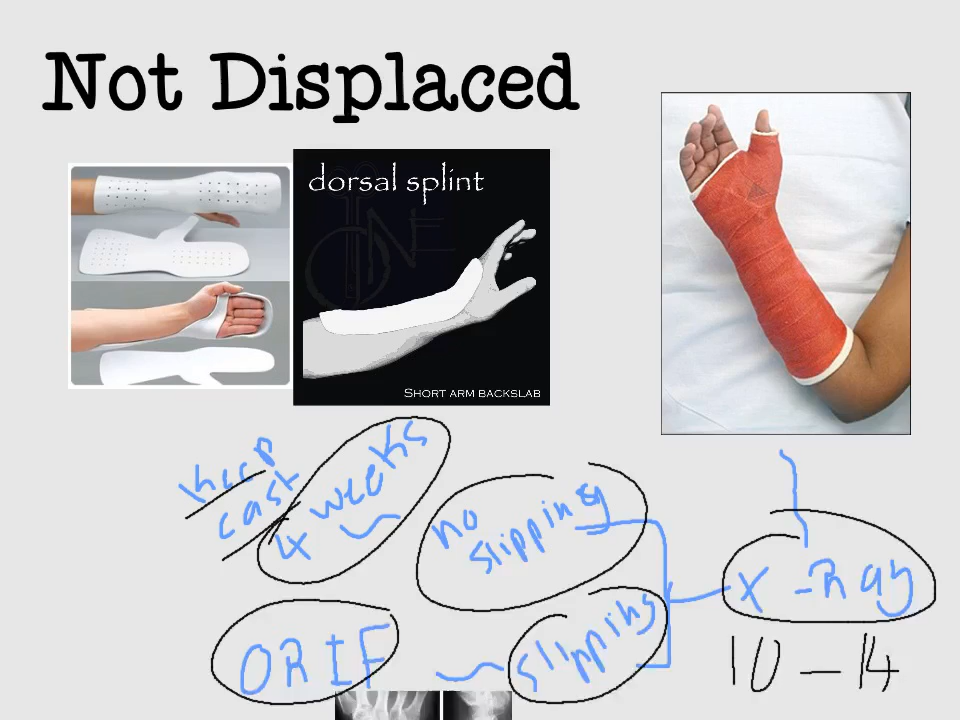 Not Displaced
dorsal splint
SHORT ARM BACKSLAB
keep
cast
4 weeks
no
slipping
X-Ray
10-14
slipping
ORIF